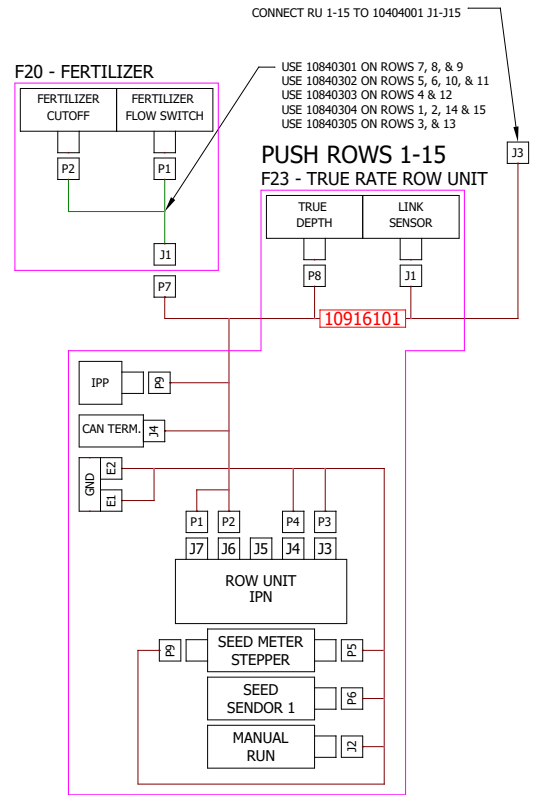 CONNECT RU 1-15 TO 10404001 J1-J15
F20 - FERTILIZER
USE 10840301 ON ROWS 7, 8, & 9
USE 10840302 ON ROWS 5, 6, 10, & 11
USE 10840303 ON ROWS 4 & 12
USE 10840304 ON ROWS 1, 2, 14 & 15
USE 10840305 ON ROWS 3, & 13
FERTILIZER
CUTOFF
FERTILIZER
FLOW SWITCH
P2
P1
J1
P7
PUSH ROWS 1-15
F23 - TRUE RATE ROW UNIT
J3
TRUE
DEPTH
LINK
SENSOR
P8
J1
10916101
IPP
P9
CAN TERM.
J4
GND
E2
E1
P1
P2
P4
P3
J7
J6
J5
J4
J3
ROW UNIT
IPN
P9
SEED METER
STEPPER
P5
SEED
SENDOR 1
P6
MANUAL
RUN
J2